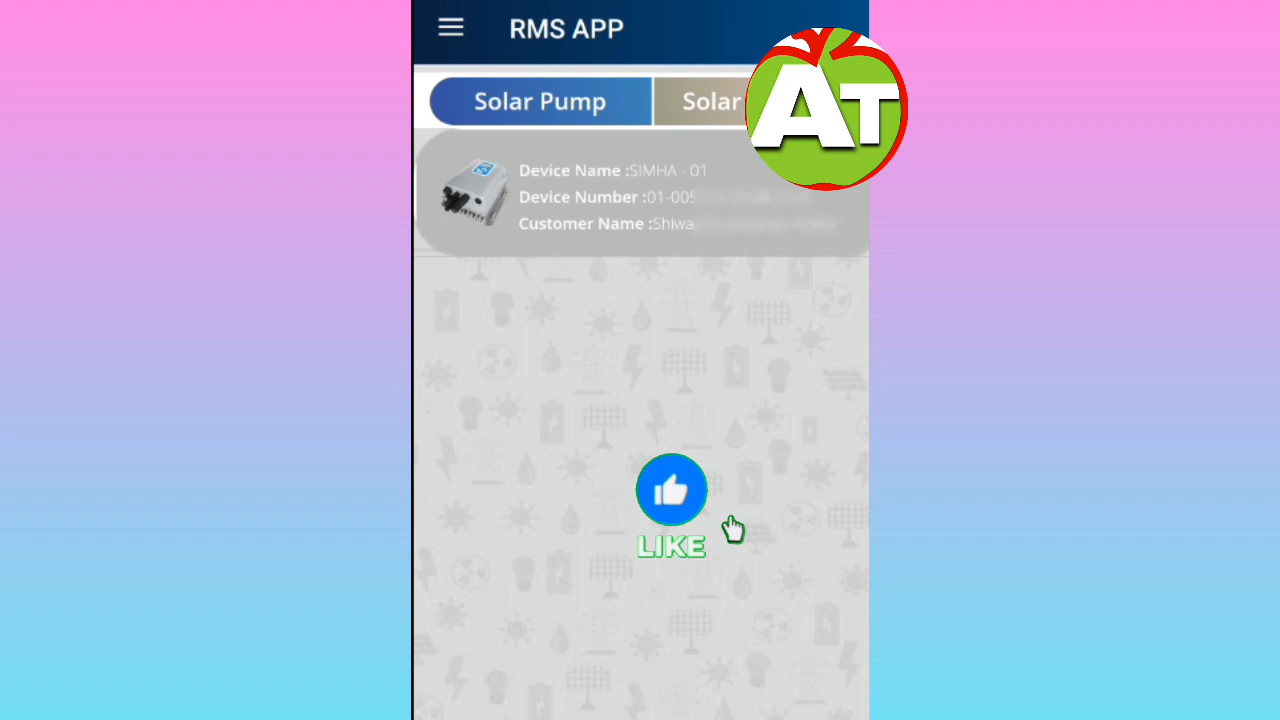 RMS APP
Solar Pump
Solar
AT
Device Name :SIMHA - 01
Device Number :01-005
Customer Name :Shiwa
LIKE